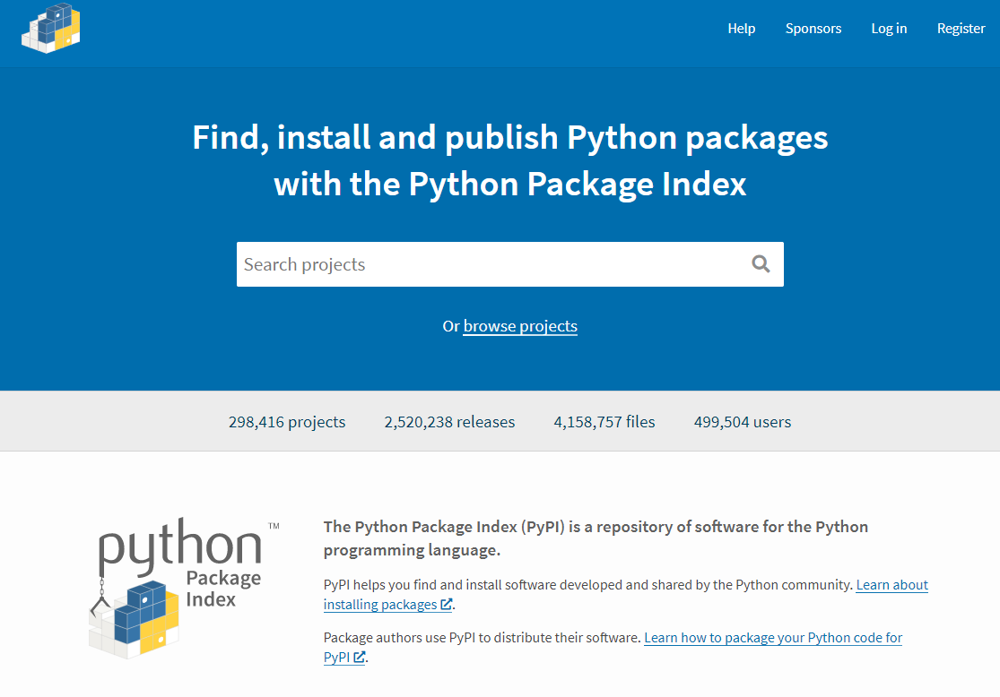 Help Sponsors Log in Register
Find, install and publish Python packages
with the Python Package Index
Search projects
Or browse projects
298,416 projects 2,520,238 releases 4,158,757 files 499,504 users
python™
Package
Index
The Python Package Index (PyPI) is a repository of software for the Python
programming language.
PyPI helps you find and install software developed and shared by the Python community. Learn about
installing packages.
Package authors use PyPI to distribute their software. Learn how to package your Python code for
PyPI.